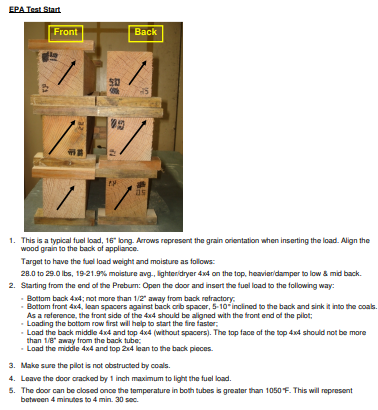 EPA Test Start
Front Back
1. This is a typical fuel load, 16" long. Arrows represent the grain orientation when inserting the load. Align the
wood grain to the back of appliance.
Target to have the fuel load weight and moisture as follows:
28.0 to 29.0 lbs, 19-21.9% moisture avg., lighter/dryer 4x4 on the top, heavier/damper to low & mid back.
2. Starting from the end of the Preburn: Open the door and insert the fuel load to the following way:
- Bottom back 4x4; not more than 1/2" away from back refractory;
- Bottom front 4x4, lean spacers against back crib spacer, 5-10° inclined to the back and sink it into the coals.
As a reference, the front side of the 4x4 should be aligned with the front end of the pilot;
- Loading the bottom row first will help to start the fire faster;
- Load the back middle 4x4 and top 4x4 (without spacers). The top face of the top 4x4 should not be more
than 1/8" away from the back tube;
- Load the middle 4x4 and top 2x4 lean to the back pieces.
3. Make sure the pilot is not obstructed by coals.
4. Leave the door cracked by 1 inch maximum to light the fuel load.
5. The door can be closed once the temperature in both tubes is greater than 1050 °F. This will represent
between 4 minutes to 4 min. 30 sec.